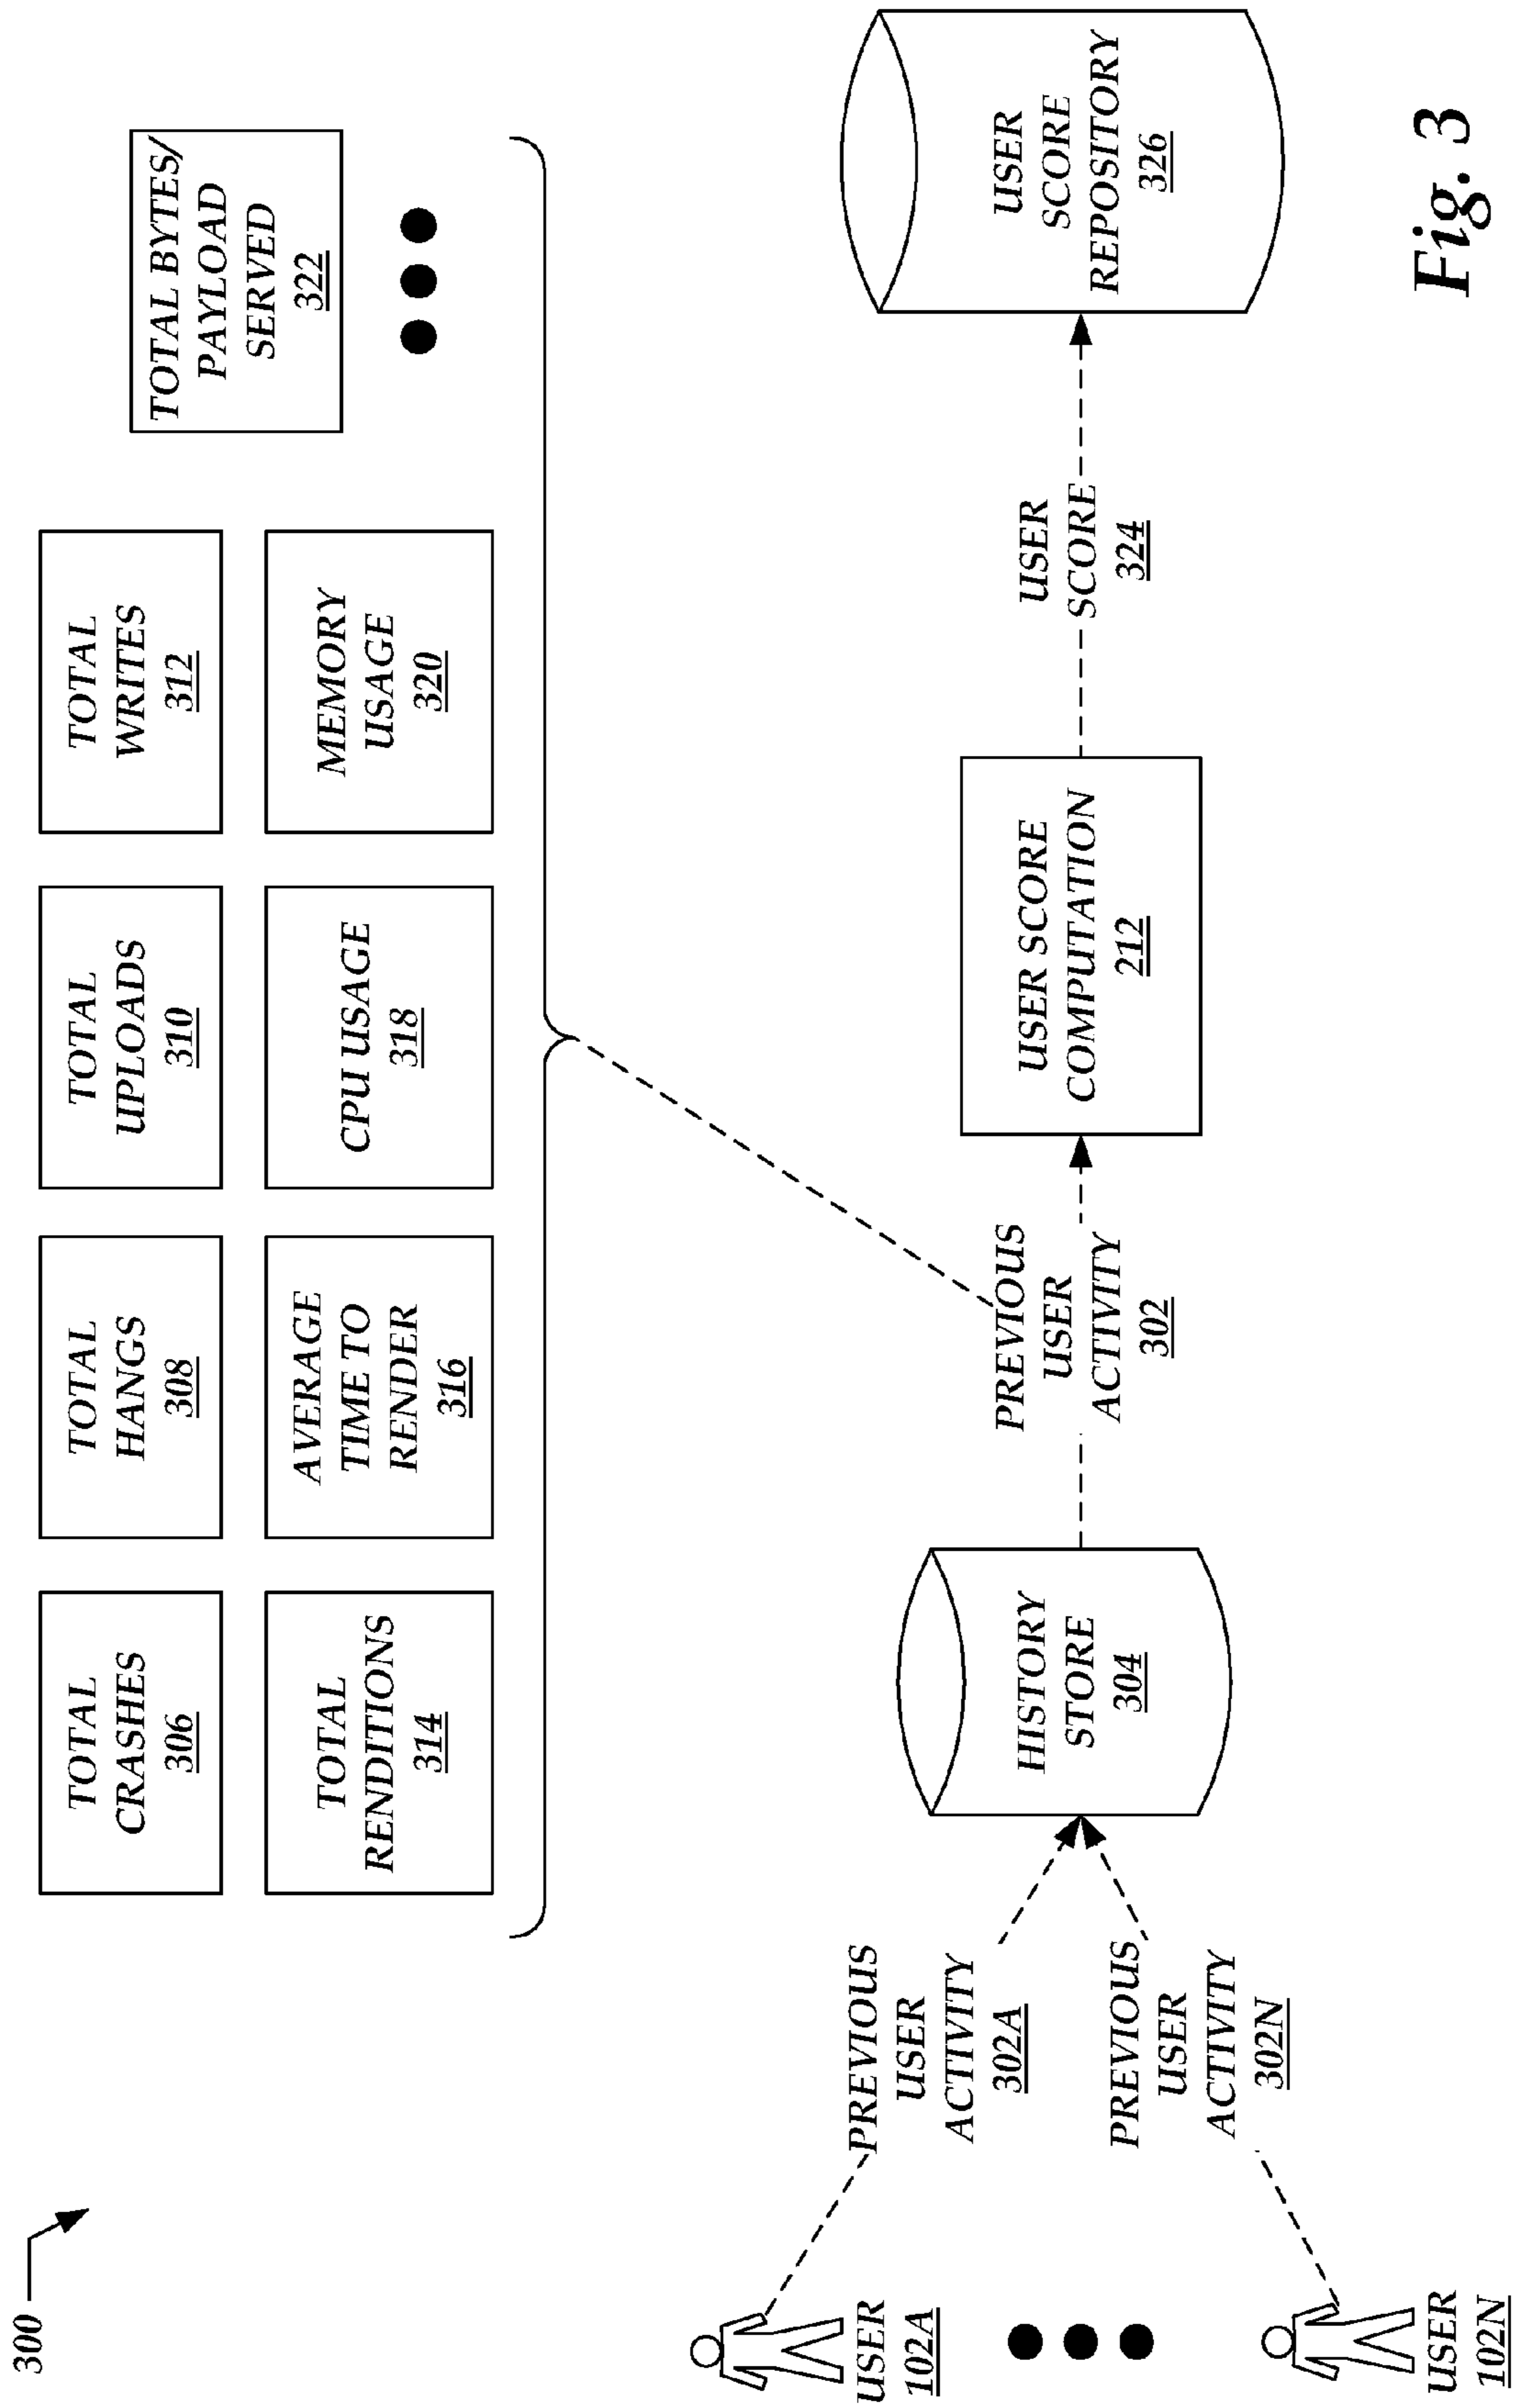 300
TOTAL
CRASHES
306
TOTAL
HANGS
308
TOTAL
UPLOADS
310
TOTAL
WRITES
312
TOTAL
RENDITIONS
314
AVERAGE
TIME TO
RENDER
316
CPU USAGE
318
MEMORY
USAGE
320
TOTAL BYTES/
PAYLOAD
SERVED
322
USER
102A
USER
102N
PREVIOUS
USER
ACTIVITY
302A
PREVIOUS
USER
ACTIVITY
302N
HISTORY
STORE
304
PREVIOUS
USER
ACTIVITY
302
USER SCORE
COMPUTATION
212
USER
SCORE
324
USER
SCORE
REPOSITORY
326
Fig. 3